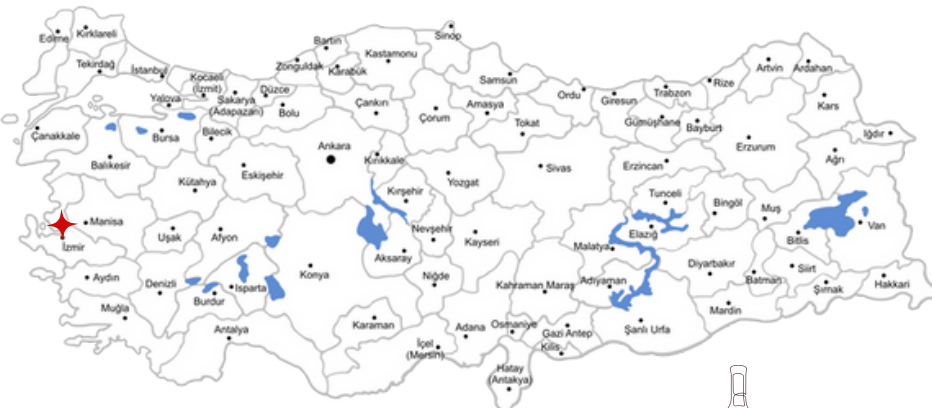 Edirne
Kırklareli
Tekirdağ
İstanbul
Kocaeli
(İzmit)
Yalova
Sakarya
(Adapazarı)
Düzce
Bolu
Zonguldak
Bartın
Karabük
Kastamonu
Sinop
Çankırı
Çorum
Samsun
Amasya
Tokat
Ordu
Giresun
Trabzon
Gümüşhane
Bayburt
Rize
Artvin
Ardahan
Kars
Iğdır
Ağrı
Erzurum
Erzincan
Sivas
Çanakkale
Balıkesir
Bursa
Bilecik
Kütahya
Eskişehir
Ankara
Kırıkkale
Kırşehir
Yozgat
Nevşehir
Kayseri
Aksaray
Niğde
Manisa
İzmir
Uşak
Afyon
Aydın
Denizli
Muğla
Burdur
Isparta
Antalya
Konya
Karaman
İçel
(Mersin)
Adana
Osmaniye
Hatay
(Antakya)
Kahraman Maraş
Gazi Antep
Kilis
Malatya
Adıyaman
Şanlı Urfa
Elazığ
Tunceli
Bingöl
Muş
Bitlis
Van
Diyarbakır
Batman
Siirt
Mardin
Şırnak
Hakkari